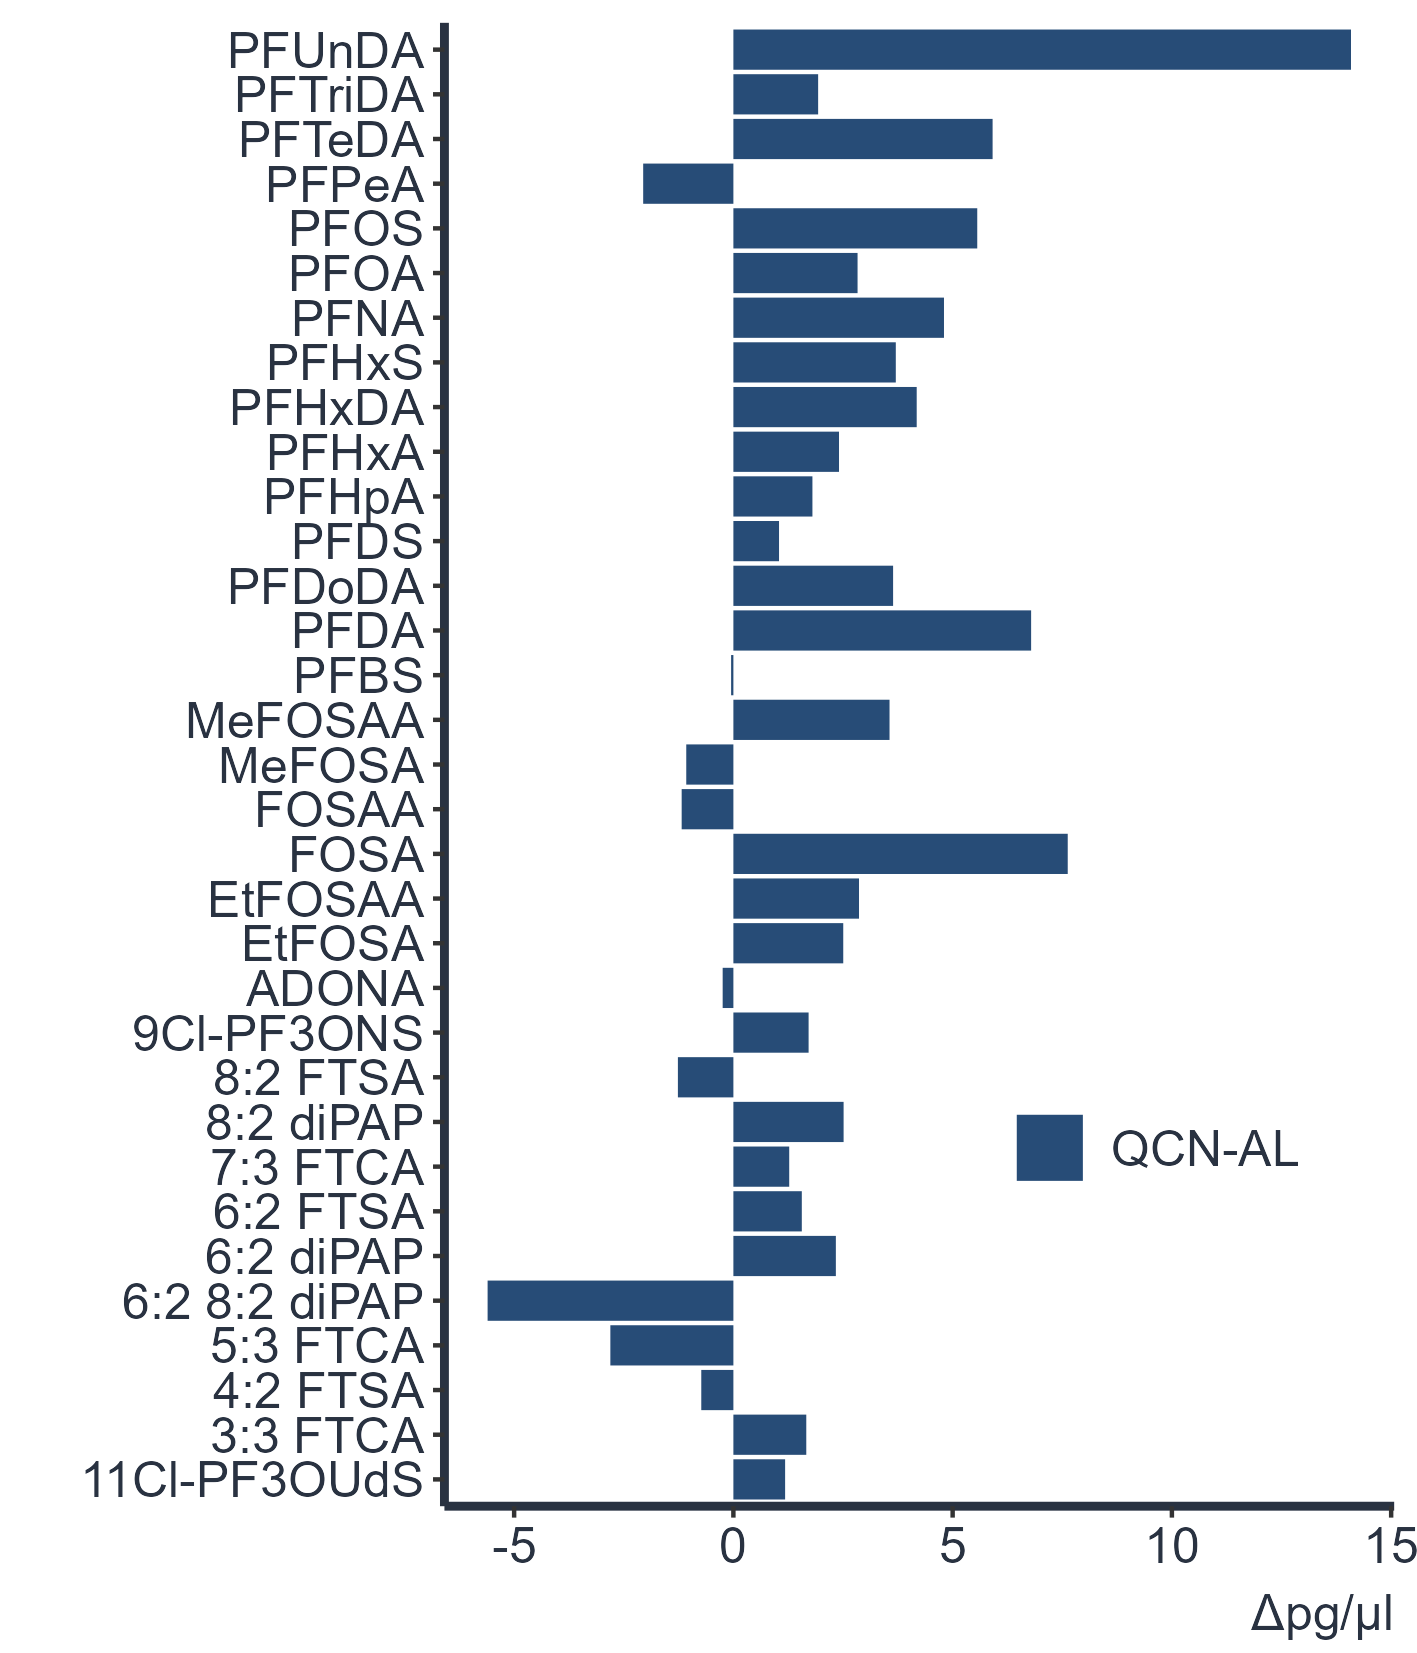 PFUnDA
PFTriDA
PFTeDA
PFPeA
PFOS
PFOA
PFNA
PFHxS
PFHxDA
PFHxA
PFHpA
PFDS
PFDoDA
PFDA
PFBS
MeFOSAA
MeFOSA
FOSAA
FOSA
EtFOSAA
EtFOSA
ADONA
9Cl-PF3ONS
8:2 FTSA
8:2 diPAP
7:3 FTCA
6:2 FTSA
6:2 diPAP
6:2 8:2 diPAP
5:3 FTCA
4:2 FTSA
3:3 FTCA
11Cl-PF3OUdS
QCN-AL
-5 0 5 10 15
Δpg/µl